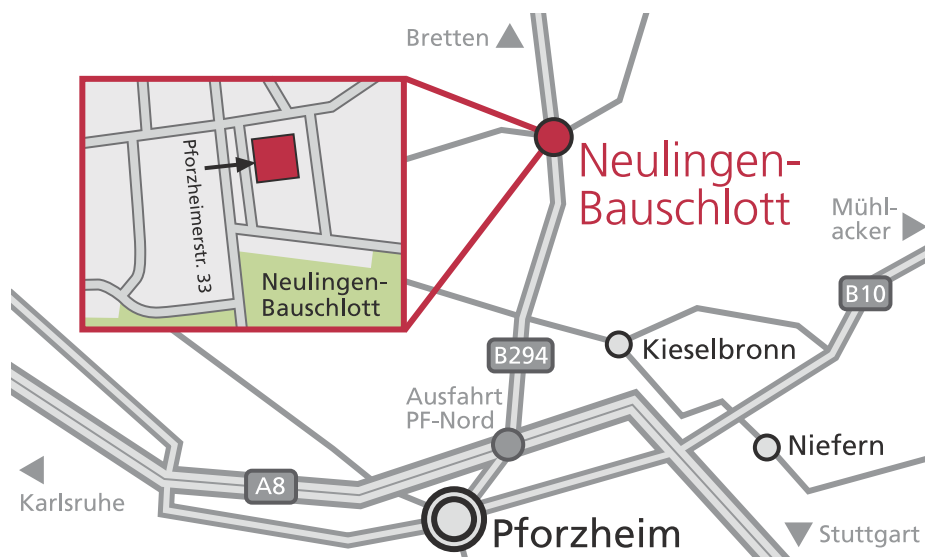 Bretten
Neulingen-
Bauschlott
Pforzheimerstr. 33
Neulingen-
Bauschlott
Mühl-
acker
B10
B294
Kieselbronn
Ausfahrt
PF-Nord
Niefern
A8
Karlsruhe
Pforzheim
Stuttgart